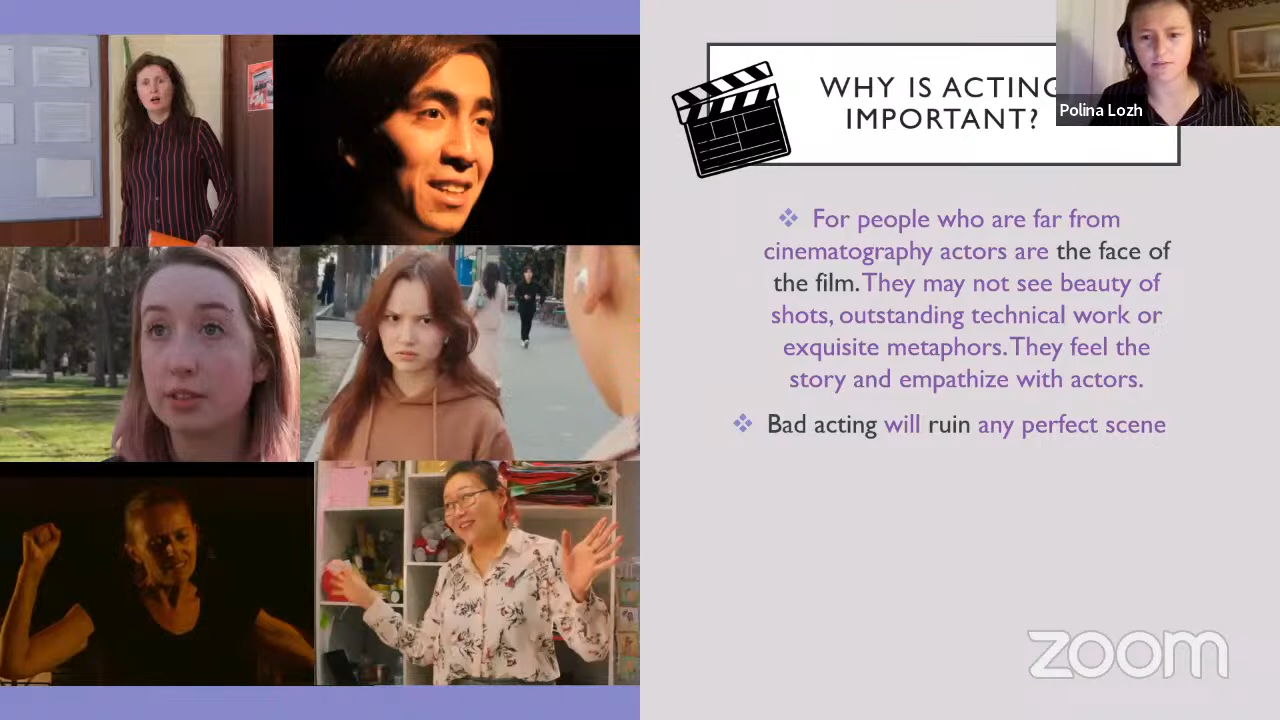 WHY IS ACTING
IMPORTANT?
Polina Lozh
❖ For people who are far from
cinematography actors are the face of
the film. They may not see beauty of
shots, outstanding technical work or
exquisite metaphors. They feel the
story and empathize with actors.
❖ Bad acting will ruin any perfect scene
zoom